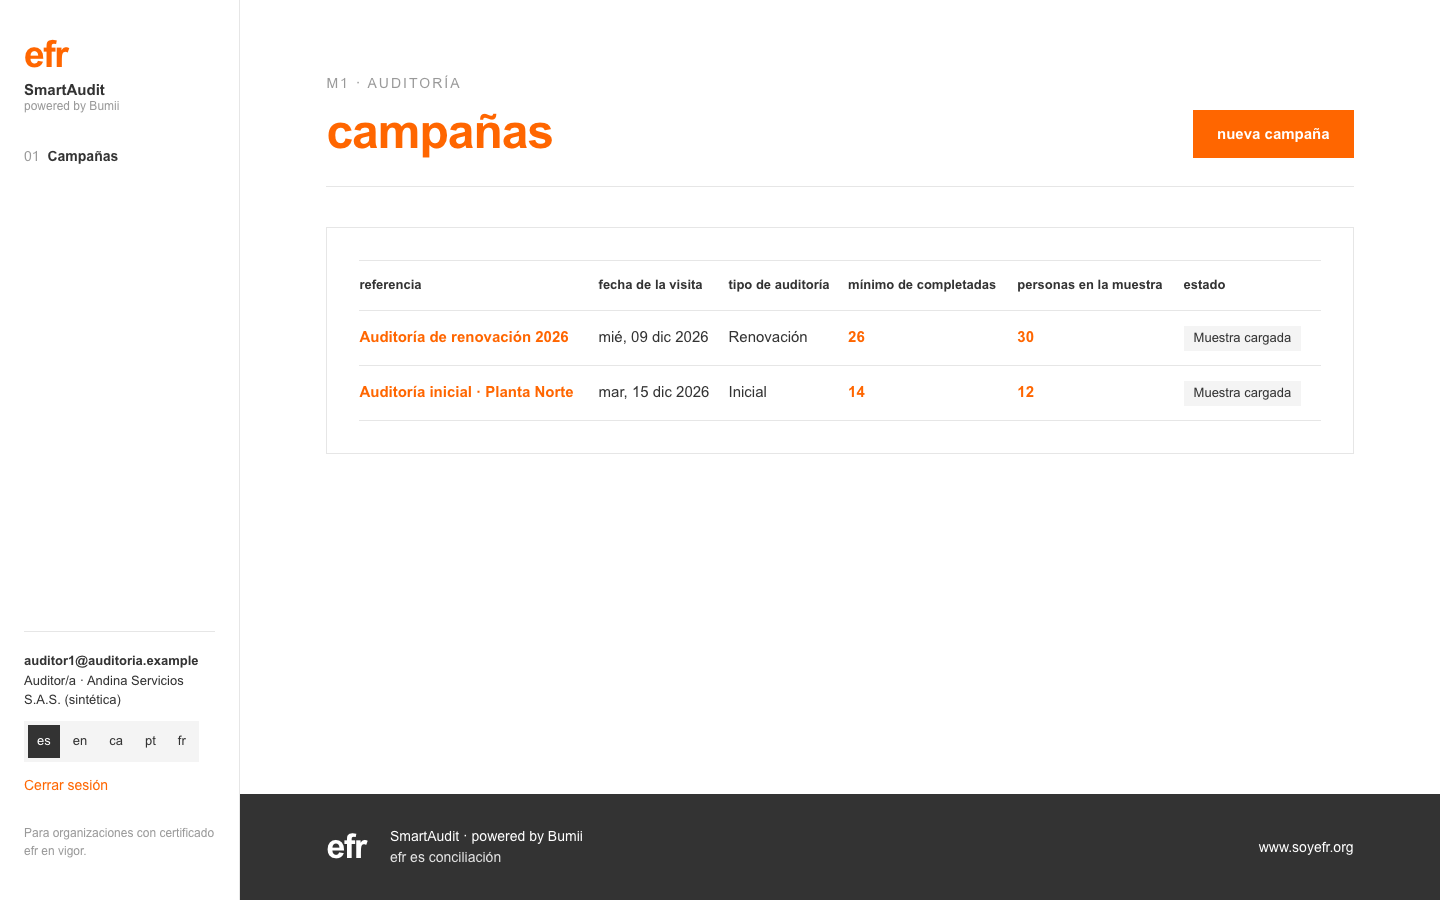 efr
SmartAudit
powered by Bumii
01 Campañas
auditor1@auditoria.example
Auditor/a · Andina Servicios
S.A.S. (sintética)
es en ca pt fr
Cerrar sesión
Para organizaciones con certificado
efr en vigor.
M1 · AUDITORÍA
campañas
nueva campaña
referencia fecha de la visita tipo de auditoría mínimo de completadas personas en la muestra estado
Auditoría de renovación 2026 mié, 09 dic 2026 Renovación 26 30 Muestra cargada
Auditoría inicial · Planta Norte mar, 15 dic 2026 Inicial 14 12 Muestra cargada
efr
SmartAudit · powered by Bumii
efr es conciliación
www.soyefr.org